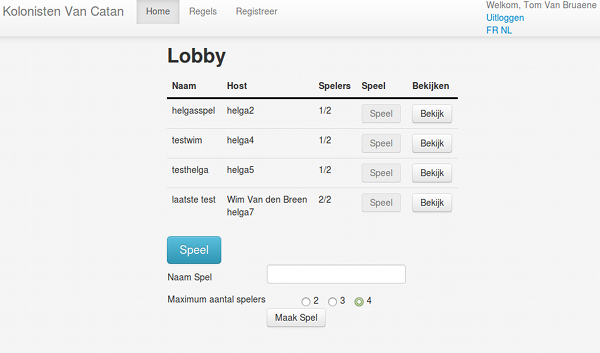 Kolonisten Van Catan Home Regels Registreer Welkom, Tom Van Bruaene
Uitloggen
FR NL
Lobby
Naam Host Spelers Speel Bekijken
helgasspel helga2 1/2 Speel Bekijk
testwim helga4 1/2 Speel Bekijk
testhelga helga5 1/2 Speel Bekijk
laatste test Wim Van den Breen 2/2 Speel Bekijk
helga7
Speel
Naam Spel
Maximum aantal spelers 2 3 4
Maak Spel